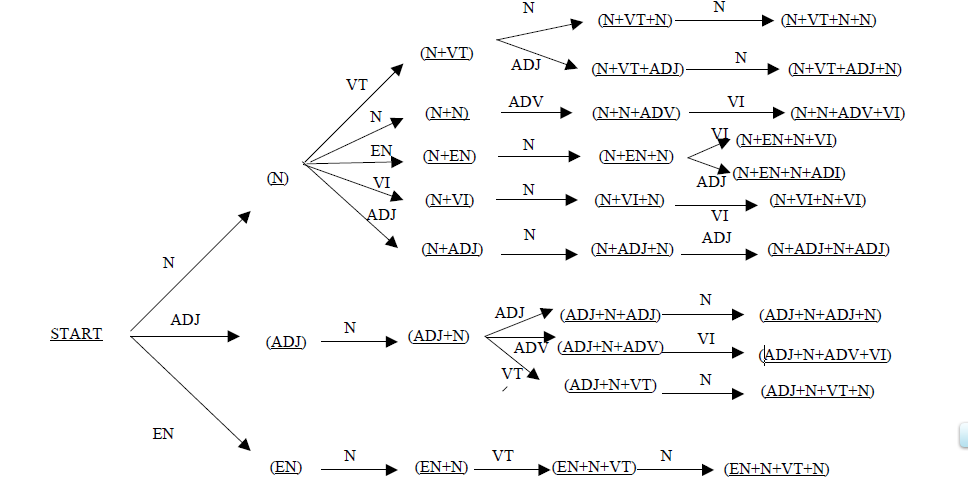 N N
(N+VT+N) (N+VT+N+N)
(N+VT)
ADJ N
(N+VT+ADJ) (N+VT+ADJ+N)
VT
N ADV VI
(N+N) (N+N+ADV) (N+N+ADV+VI)
EN N VI (N+EN+N+VI)
(N+EN) (N+EN+N)
(N) VI ADJ (N+EN+N+ADI)
N
(N+VI) (N+VI+N) (N+VI+N+VI)
ADJ VI
N ADJ
(N+ADJ) (N+ADJ+N) (N+ADJ+N+ADJ)
N
ADJ N
(ADJ+N+ADJ) (ADJ+N+ADJ+N)
ADJ N
START (ADJ) (ADJ+N) ADV (ADJ+N+ADV) VI (ADJ+N+ADV+VI)
VT N
(ADJ+N+VT) (ADJ+N+VT+N)
EN
N VT N
(EN) (EN+N) (EN+N+VT) (EN+N+VT+N)